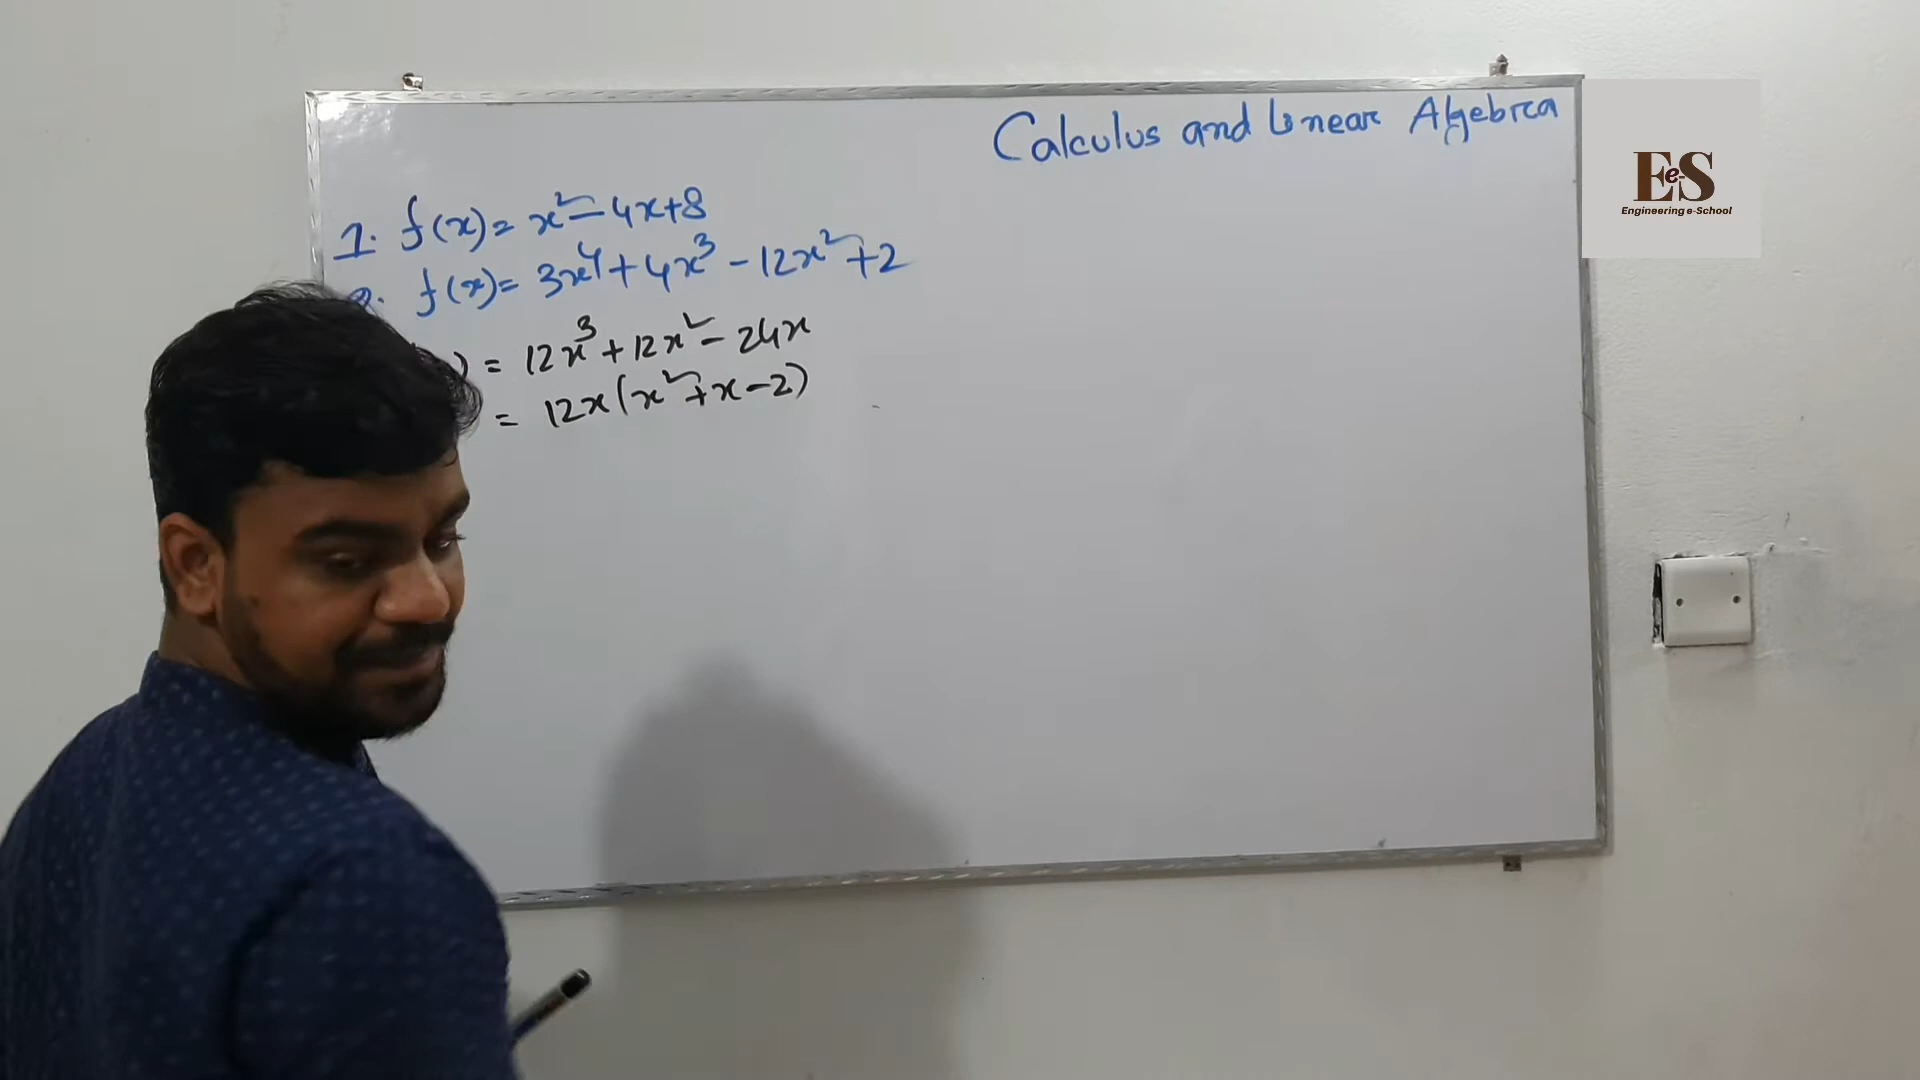 Calculus and Linear Algebra
EeS
Engineering e-School
1. f(x) = x² - 4x+8
2. f(x) = 3x⁴ + 4x³ - 12x² + 2
) = 12x³ + 12x² - 24x
= 12x(x² + x - 2)